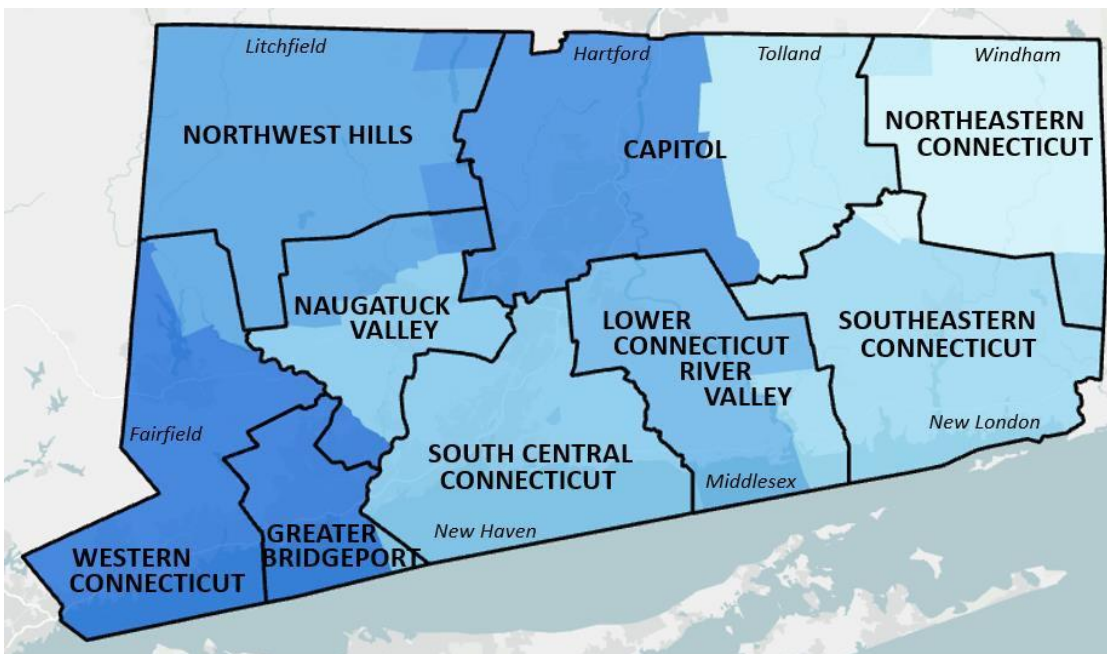 Litchfield
Hartford
Tolland
Windham
NORTHWEST HILLS
CAPITOL
NORTHEASTERN
CONNECTICUT
NAUGATUCK
VALLEY
LOWER
CONNECTICUT
RIVER
VALLEY
SOUTHEASTERN
CONNECTICUT
Fairfield
New London
SOUTH CENTRAL
CONNECTICUT
Middlesex
New Haven
GREATER
BRIDGEPORT
WESTERN
CONNECTICUT